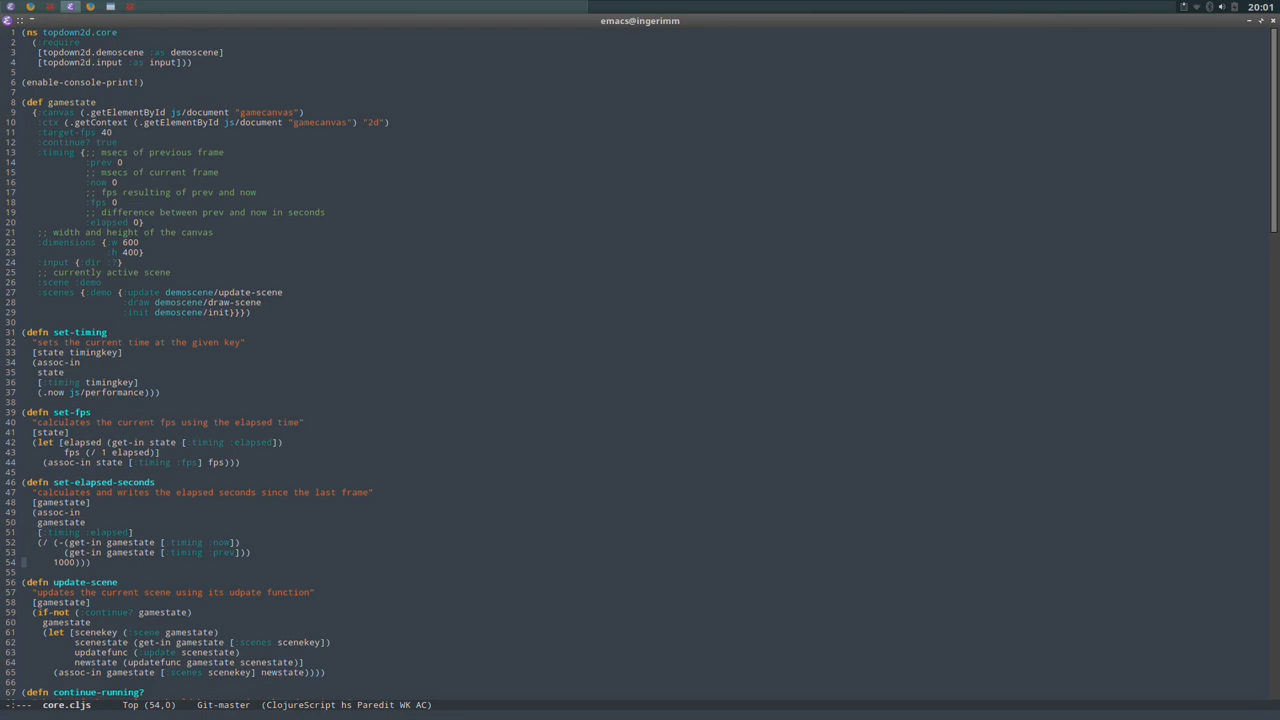 20:01
emacs@ingerimm
1 (ns topdown2d.core
2   (:require
3    [topdown2d.demoscene :as demoscene]
4    [topdown2d.input :as input]))
5
6 (enable-console-print!)
7
8 (def gamestate
9   {:canvas (.getElementById js/document "gamecanvas")
10    :ctx (.getContext (.getElementById js/document "gamecanvas") "2d")
11    :target-fps 40
12    :continue? true
13    :timing {;; msecs of previous frame
14             :prev 0
15             ;; msecs of current frame
16             :now 0
17             ;; fps resulting of prev and now
18             :fps 0
19             ;; difference between prev and now in seconds
20             :elapsed 0}
21    ;; width and height of the canvas
22    :dimensions {:w 600
23                 :h 400}
24    :input {:dir :?}
25    ;; currently active scene
26    :scene :demo
27    :scenes {:demo {:update demoscene/update-scene
28                    :draw demoscene/draw-scene
29                    :init demoscene/init}}})
30
31 (defn set-timing
32   "sets the current time at the given key"
33   [state timingkey]
34   (assoc-in
35    state
36    [:timing timingkey]
37    (.now js/performance)))
38
39 (defn set-fps
40   "calculates the current fps using the elapsed time"
41   [state]
42   (let [elapsed (get-in state [:timing :elapsed])
43         fps (/ 1 elapsed)]
44     (assoc-in state [:timing :fps] fps)))
45
46 (defn set-elapsed-seconds
47   "calculates and writes the elapsed seconds since the last frame"
48   [gamestate]
49   (assoc-in
50    gamestate
51    [:timing :elapsed]
52    (/ (-(get-in gamestate [:timing :now])
53         (get-in gamestate [:timing :prev]))
54       1000)))
55
56 (defn update-scene
57   "updates the current scene using its udpate function"
58   [gamestate]
59   (if-not (:continue? gamestate)
60     gamestate
61     (let [scenekey (:scene gamestate)
62           scenestate (get-in gamestate [:scenes scenekey])
63           updatefunc (:update scenestate)
64           newstate (updatefunc gamestate scenestate)]
65       (assoc-in gamestate [:scenes scenekey] newstate))))
66
67 (defn continue-running?
-:--- core.cljs Top (54,0) Git-master (ClojureScript hs Paredit WK AC)